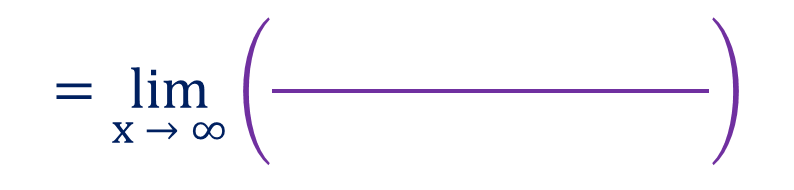 = lim ( )
x → ∞